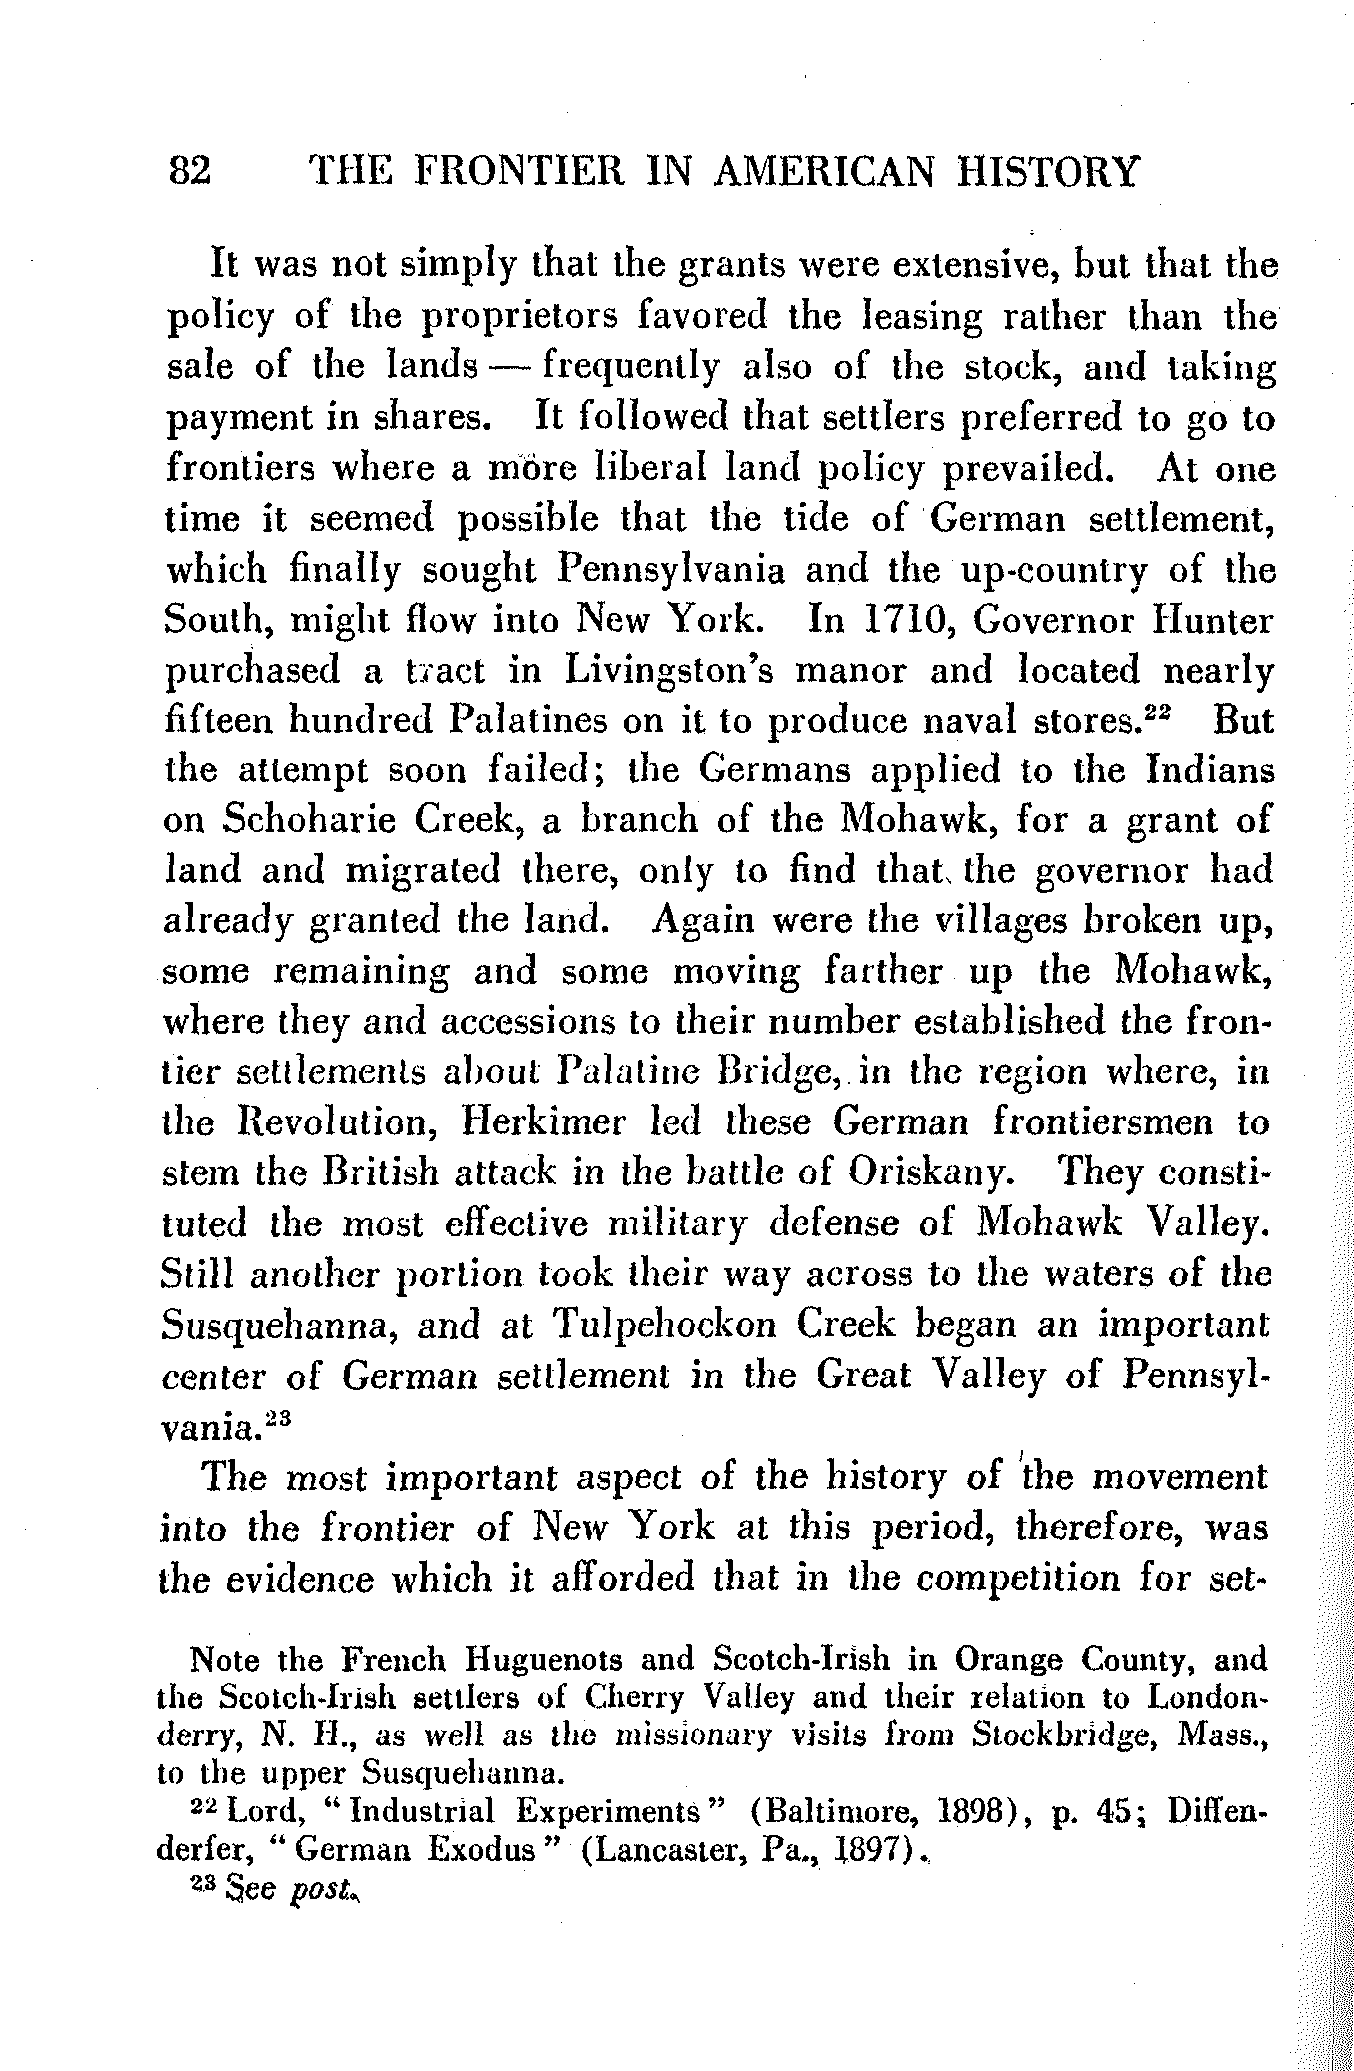 82 THE FRONTIER IN AMERICAN HISTORY
It was not simply that the grants were extensive, but that the
policy of the proprietors favored the leasing rather than the
sale of the lands — frequently also of the stock, and taking
payment in shares. It followed that settlers preferred to go to
frontiers where a more liberal land policy prevailed. At one
time it seemed possible that the tide of German settlement,
which finally sought Pennsylvania and the up-country of the
South, might flow into New York. In 1710, Governor Hunter
purchased a tract in Livingston's manor and located nearly
fifteen hundred Palatines on it to produce naval stores.²² But
the attempt soon failed; the Germans applied to the Indians
on Schoharie Creek, a branch of the Mohawk, for a grant of
land and migrated there, only to find that the governor had
already granted the land. Again were the villages broken up,
some remaining and some moving farther up the Mohawk,
where they and accessions to their number established the fron-
tier settlements about Palatine Bridge, in the region where, in
the Revolution, Herkimer led these German frontiersmen to
stem the British attack in the battle of Oriskany. They consti-
tuted the most effective military defense of Mohawk Valley.
Still another portion took their way across to the waters of the
Susquehanna, and at Tulpehockon Creek began an important
center of German settlement in the Great Valley of Pennsyl-
vania.²³
The most important aspect of the history of the movement
into the frontier of New York at this period, therefore, was
the evidence which it afforded that in the competition for set-
Note the French Huguenots and Scotch-Irish in Orange County, and
the Scotch-Irish settlers of Cherry Valley and their relation to London-
derry, N. H., as well as the missionary visits from Stockbridge, Mass.,
to the upper Susquehanna.
²² Lord, "Industrial Experiments" (Baltimore, 1898), p. 45; Diffen-
derfer, "German Exodus" (Lancaster, Pa., 1897).
²³ See post.